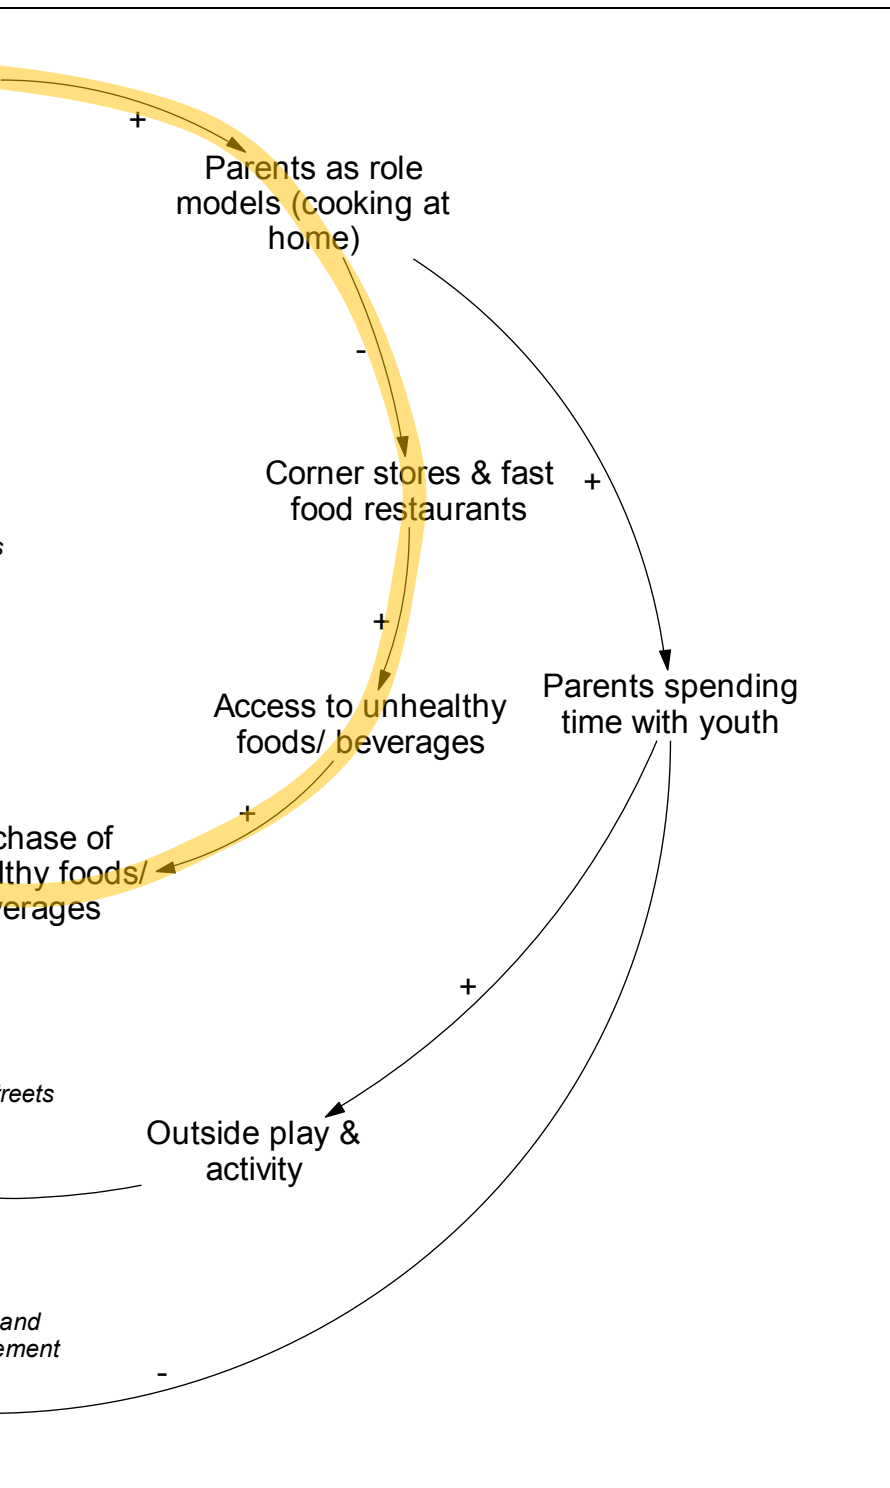 +
Parents as role
models (cooking at
home)
-
Corner stores & fast
food restaurants
+
s
+
Parents spending
time with youth
Access to unhealthy
foods/ beverages
+
chase of
lthy foods/
verages
+
reets
Outside play &
activity
and
ement
-